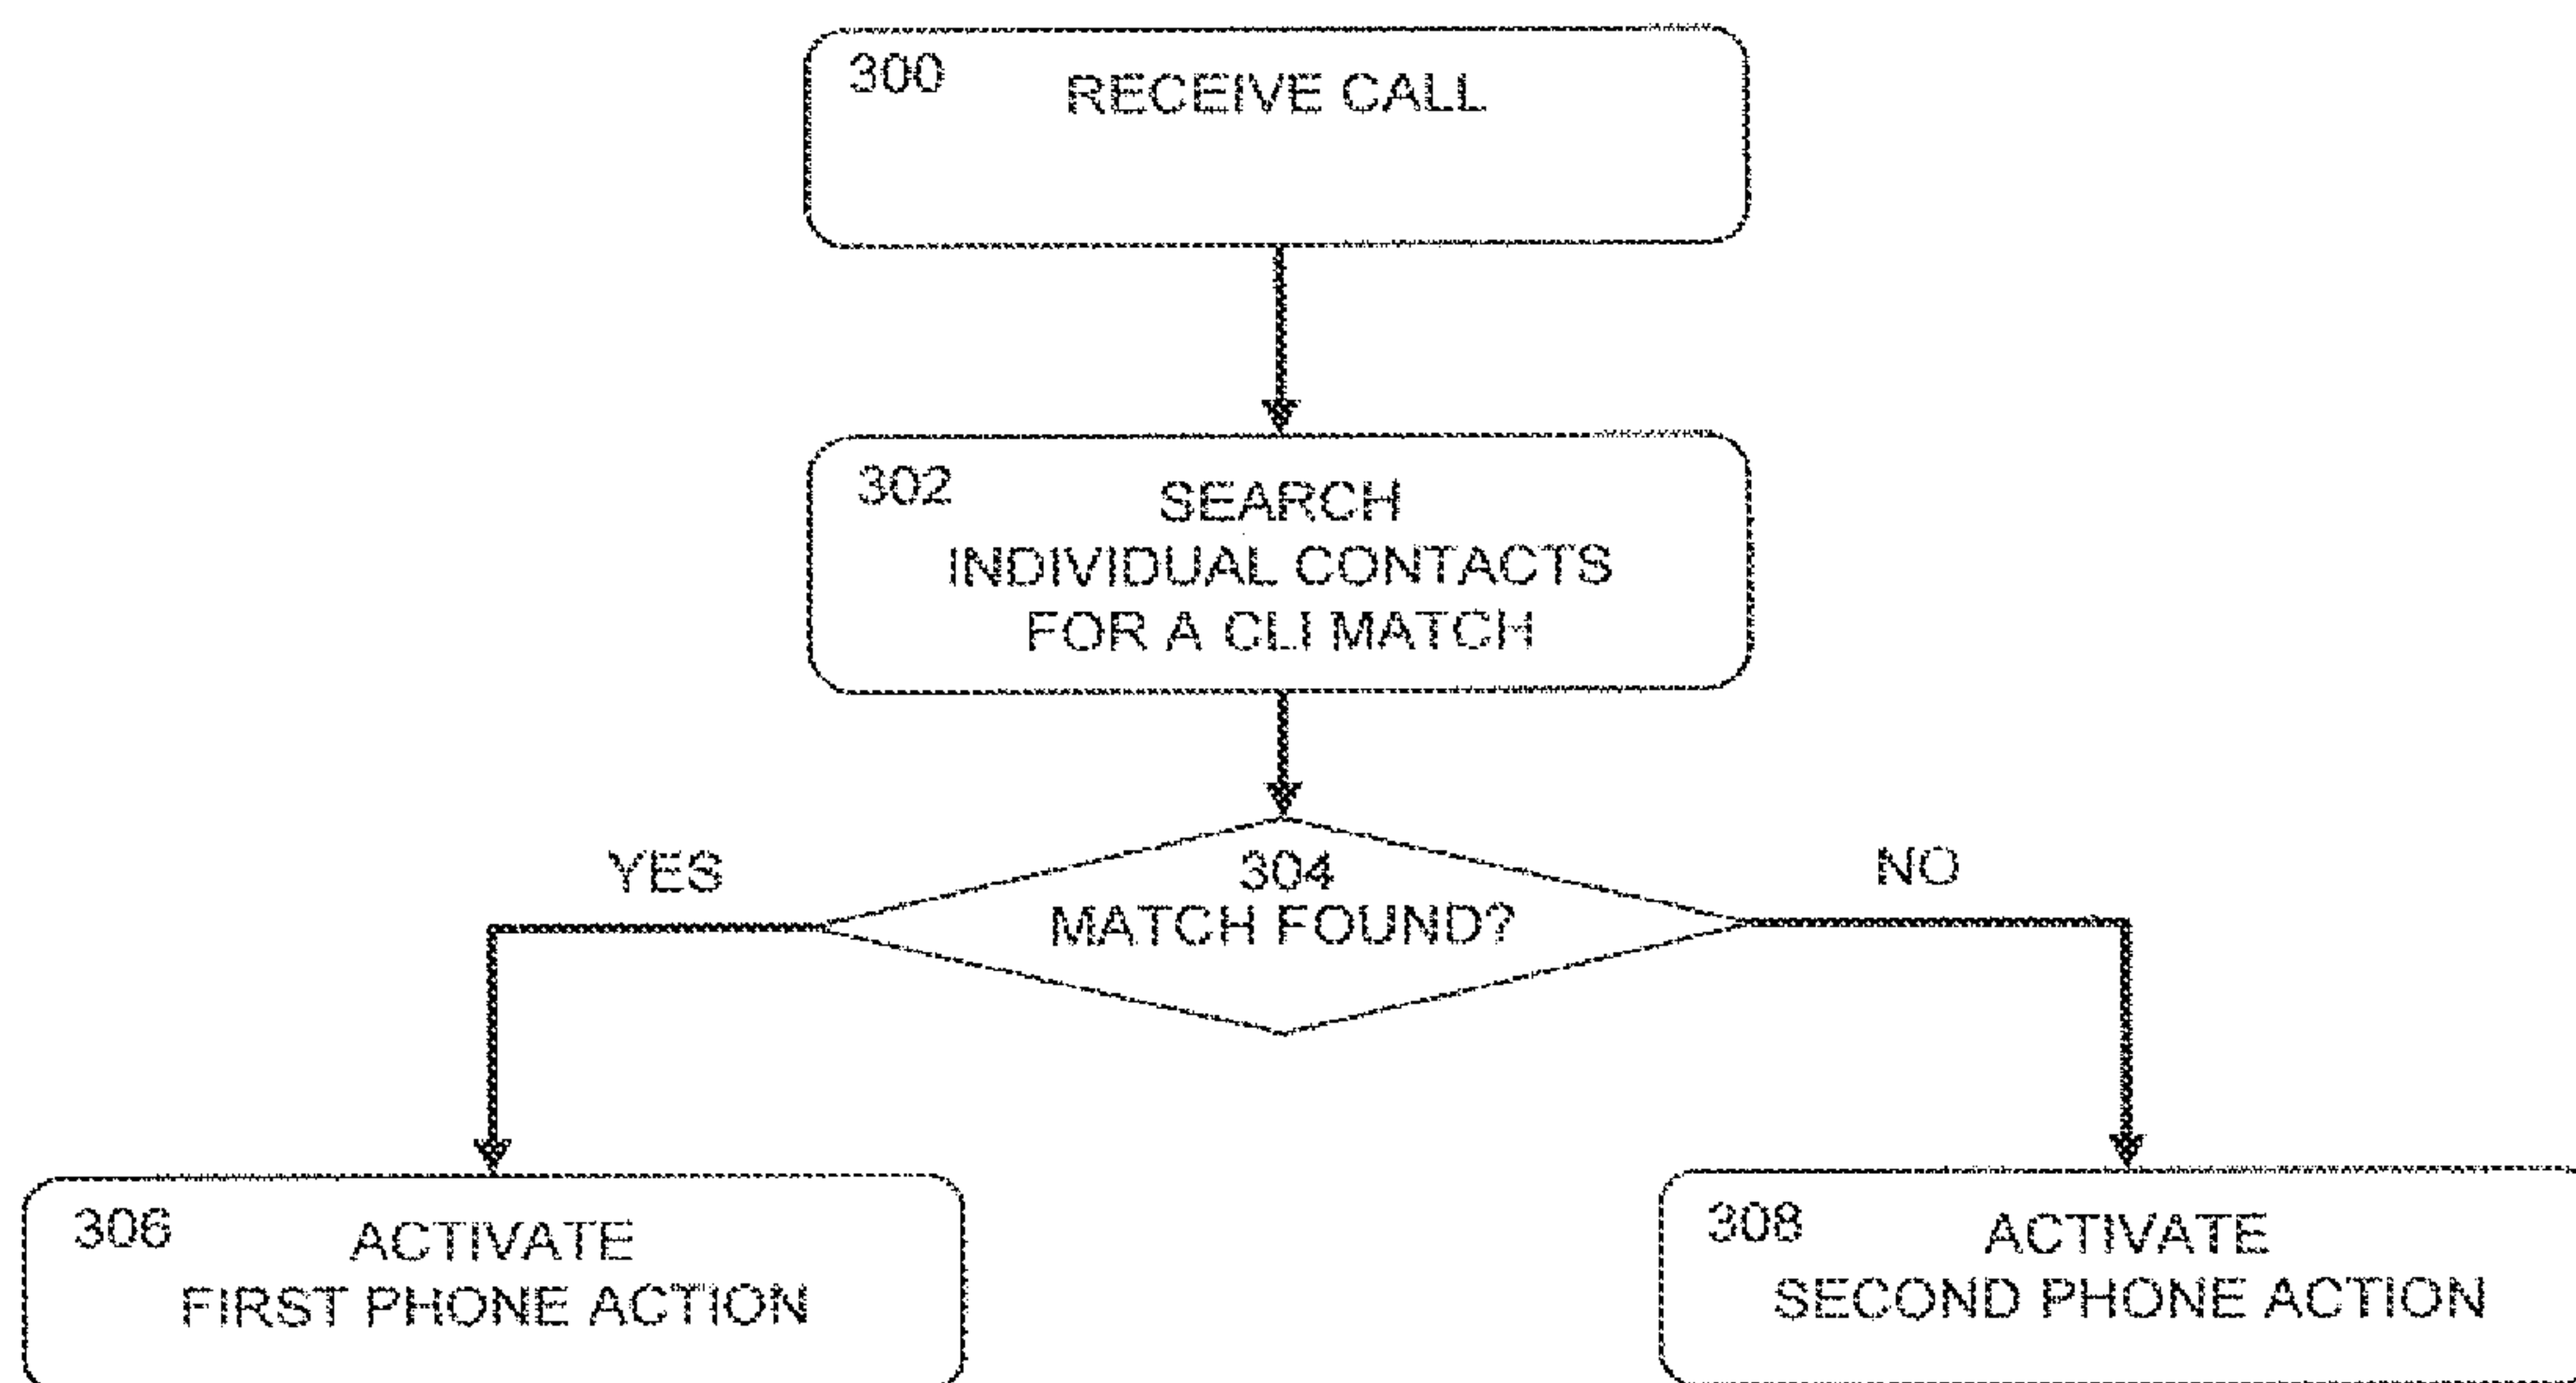 300
RECEIVE CALL
302
SEARCH
INDIVIDUAL CONTACTS
FOR A CLI MATCH
304
MATCH FOUND?
YES
NO
306
ACTIVATE
FIRST PHONE ACTION
308
ACTIVATE
SECOND PHONE ACTION